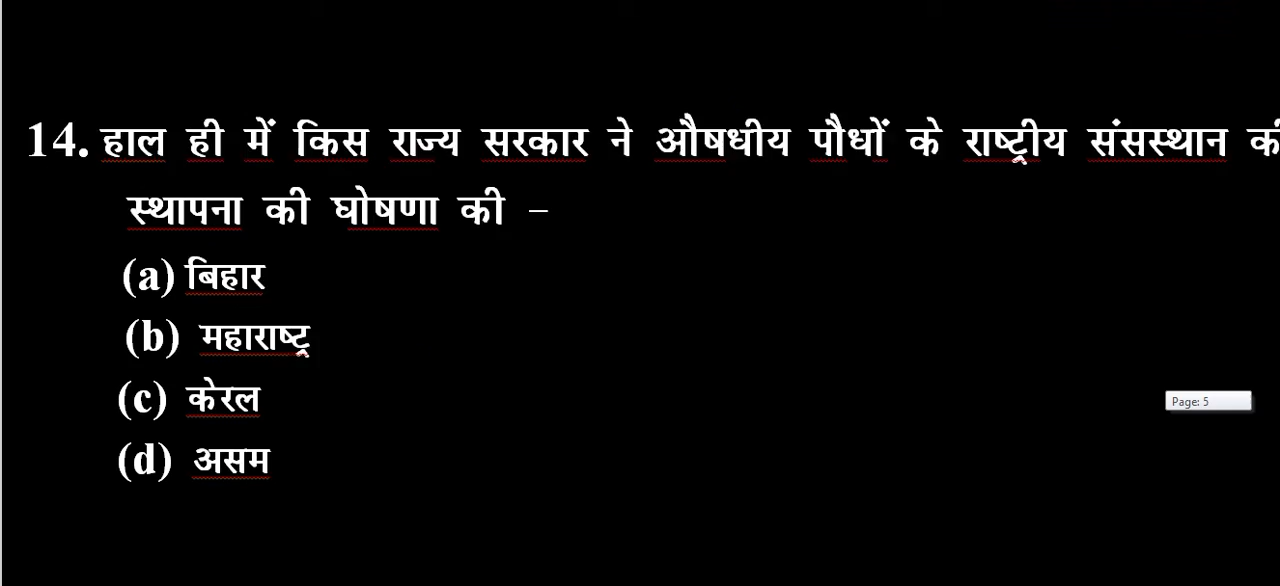 14. हाल ही में किस राज्य सरकार ने औषधीय पौधों के राष्ट्रीय संसस्थान की
स्थापना की घोषणा की –
(a) बिहार
(b) महाराष्ट्र
(c) केरल
Page: 5
(d) असम